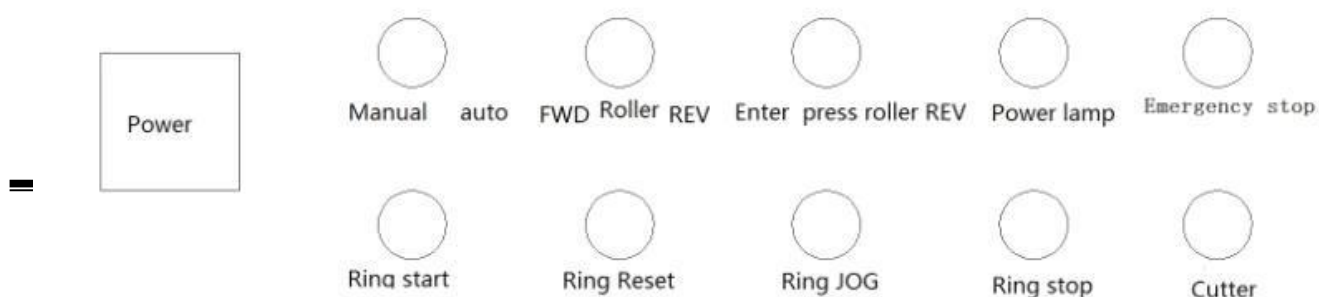 Power
Manual auto
FWD Roller REV
Enter press roller REV
Power lamp
Emergency stop
Ring start
Ring Reset
Ring JOG
Ring stop
Cutter